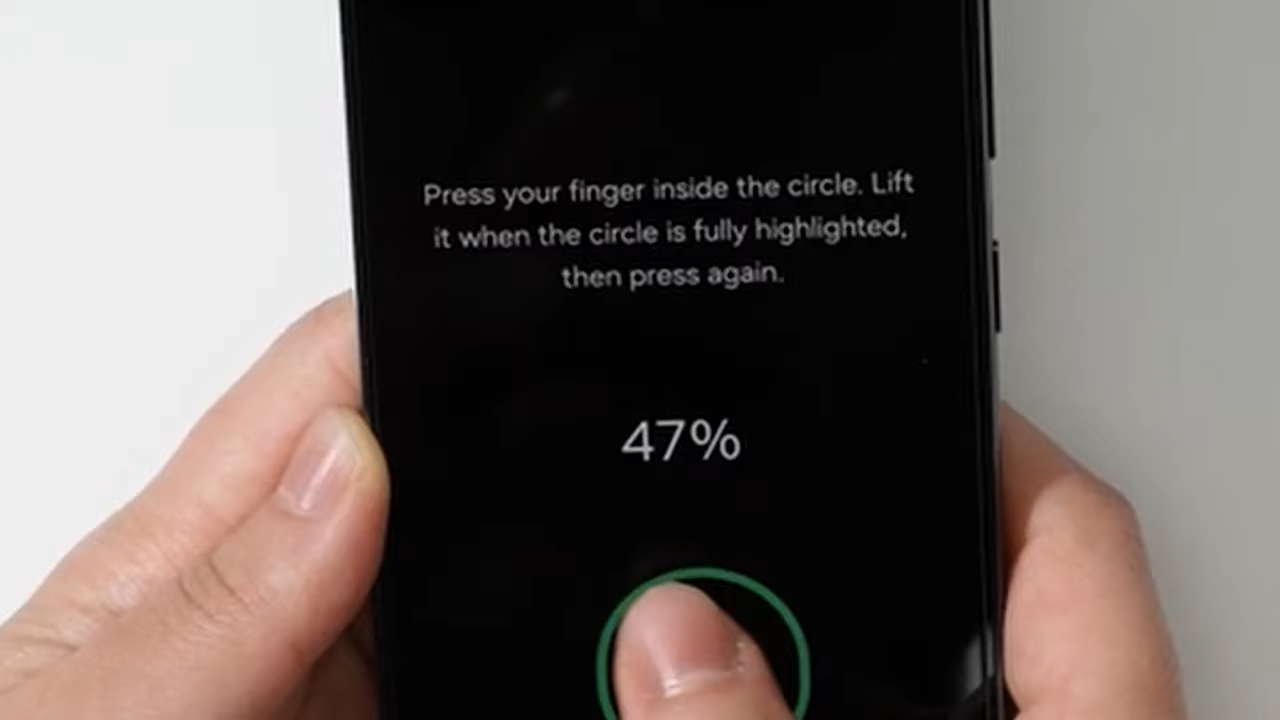 Press your finger inside the circle. Lift
it when the circle is fully highlighted,
then press again.
47%